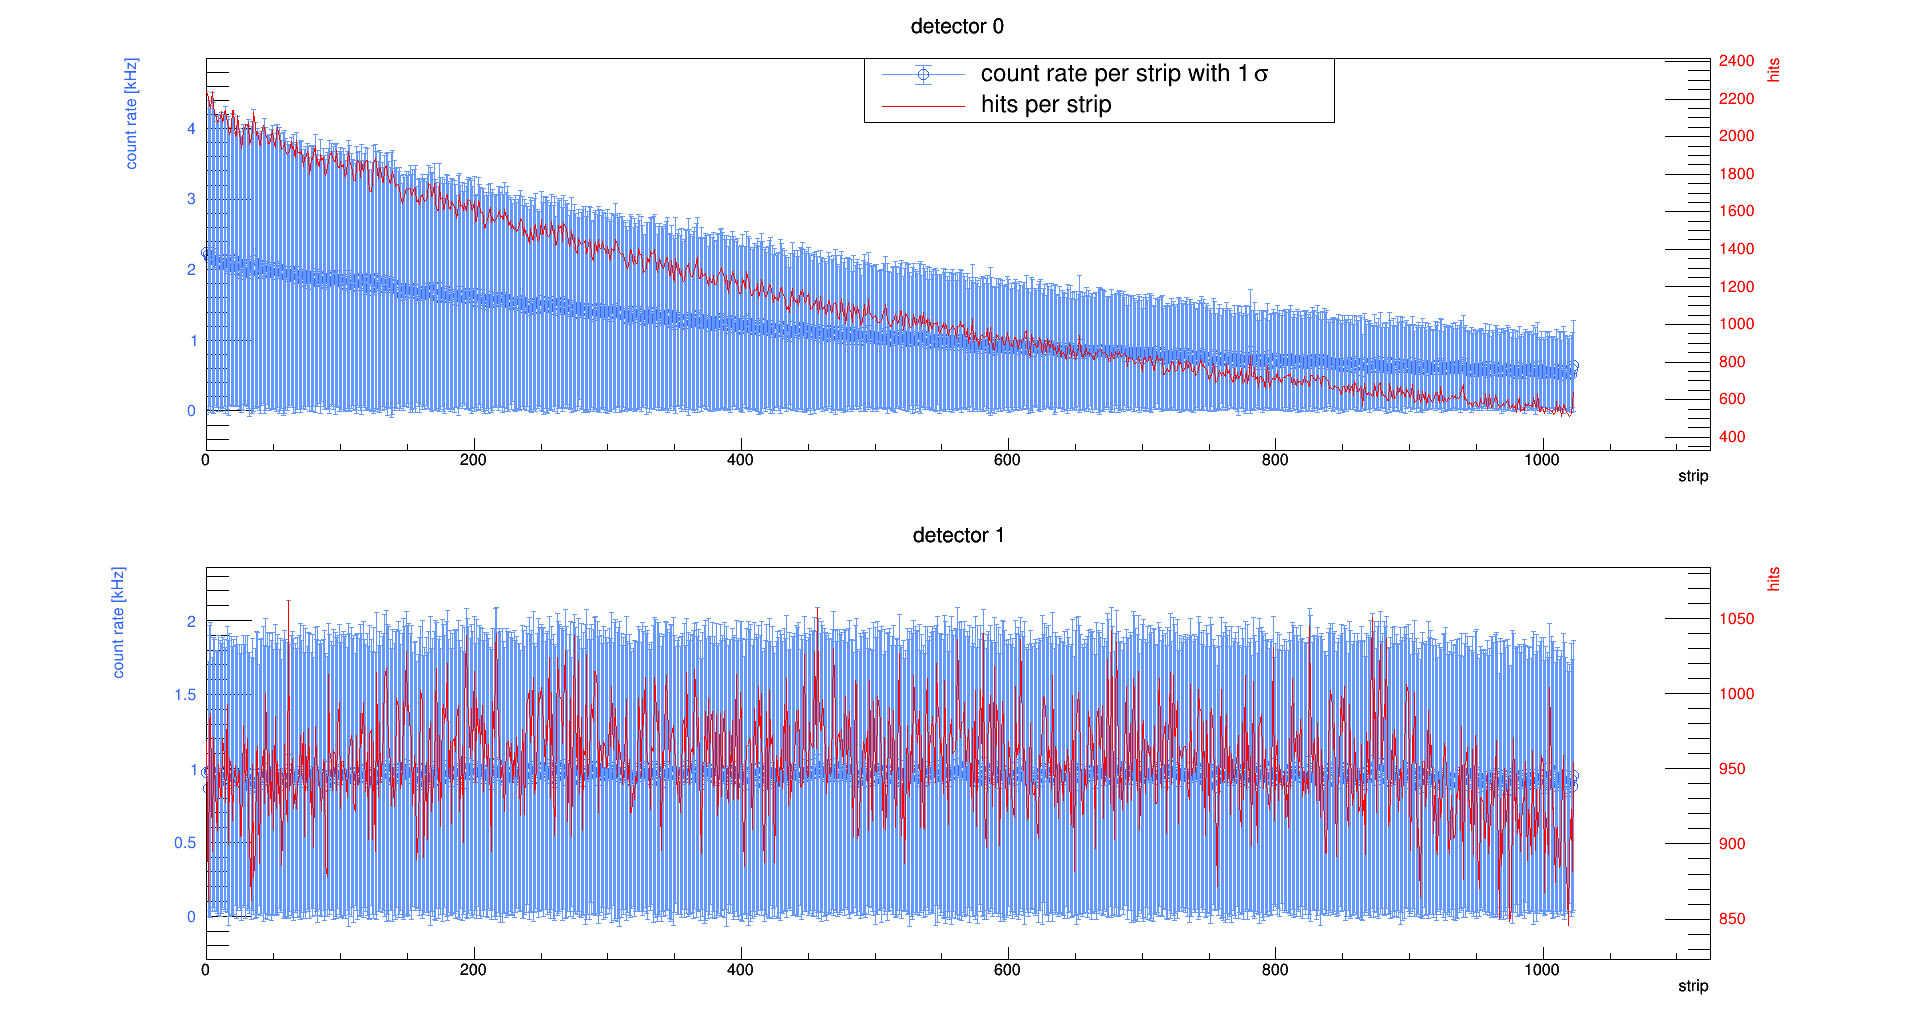 detector 0
count rate [kHz]
hits
count rate per strip with 1 σ
hits per strip
4
3
2
1
0
2400
2200
2000
1800
1600
1400
1200
1000
800
600
400
0 200 400 600 800 1000
strip
detector 1
count rate [kHz]
hits
2
1.5
1
0.5
0
1050
1000
950
900
850
0 200 400 600 800 1000
strip